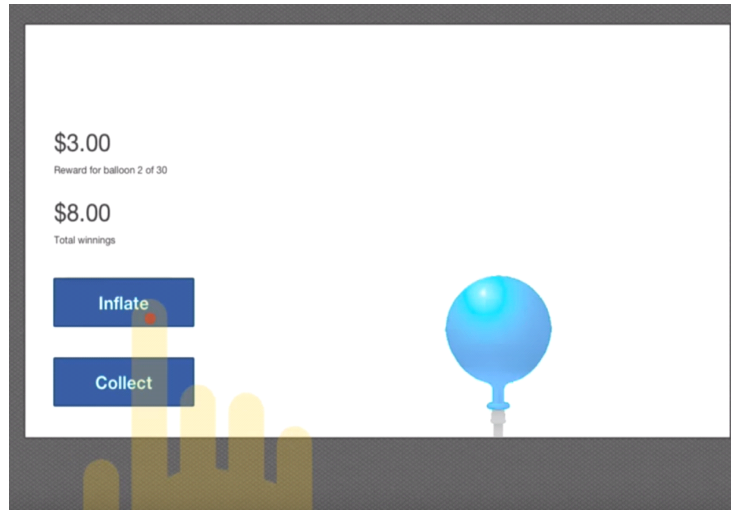 $3.00
Reward for balloon 2 of 30
$8.00
Total winnings
Inflate
Collect